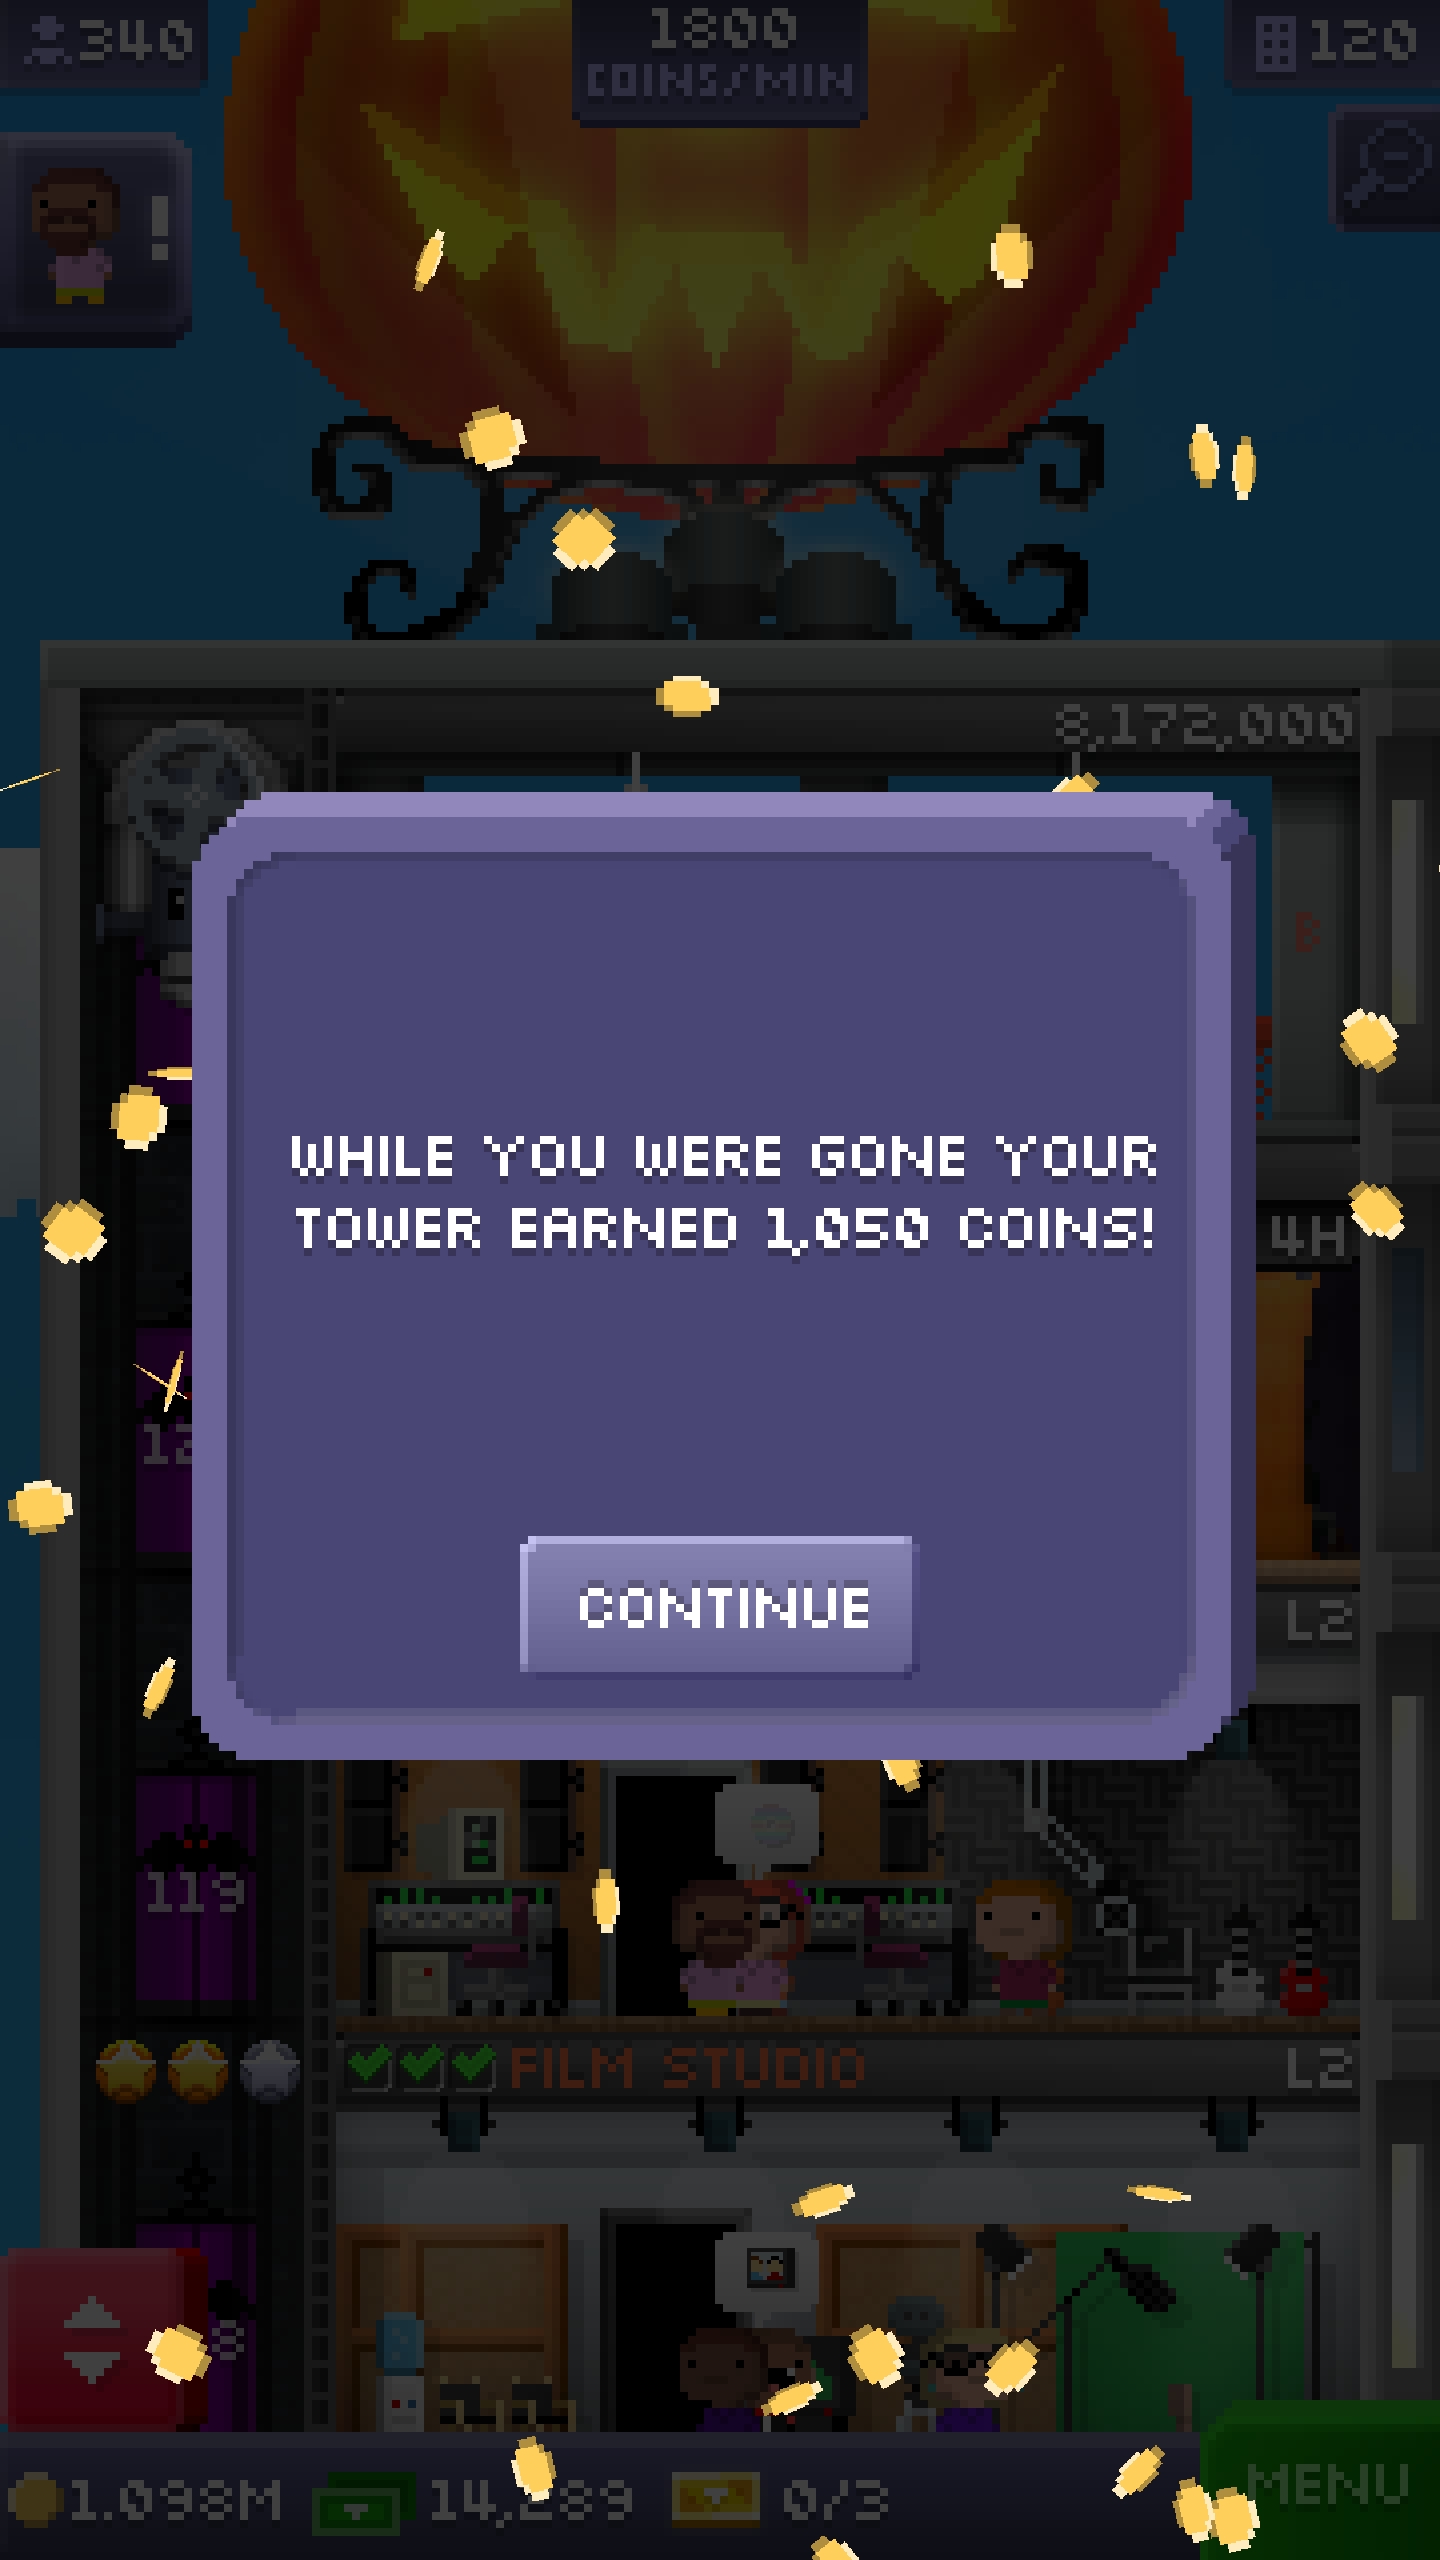 340
1800
COINS/MIN
120
!
8,172,000
B
4H
WHILE YOU WERE GONE YOUR
TOWER EARNED 1,050 COINS!
L2
CONTINUE
119
FILM STUDIO
L2
1.098M
14,289
0/3
MENU